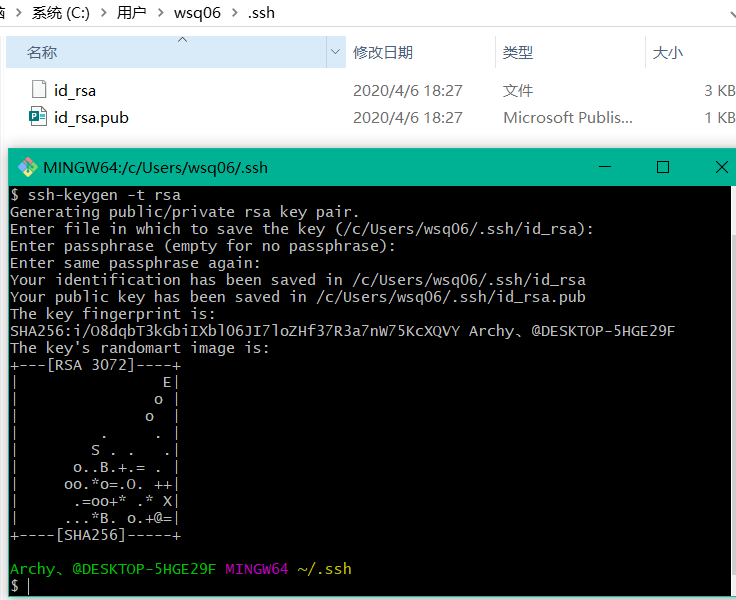 系统 (C:) > 用户 > wsq06 > .ssh
名称 修改日期 类型 大小
id_rsa 2020/4/6 18:27 文件 3 KB
id_rsa.pub 2020/4/6 18:27 Microsoft Publis... 1 KB
MINGW64:/c/Users/wsq06/.ssh
$ ssh-keygen -t rsa
Generating public/private rsa key pair.
Enter file in which to save the key (/c/Users/wsq06/.ssh/id_rsa):
Enter passphrase (empty for no passphrase):
Enter same passphrase again:
Your identification has been saved in /c/Users/wsq06/.ssh/id_rsa
Your public key has been saved in /c/Users/wsq06/.ssh/id_rsa.pub
The key fingerprint is:
SHA256:i/O8dqbT3kGbiIXblO6JI7loZHf37R3a7nW75KcXQVY Archy、@DESKTOP-5HGE29F
The key's randomart image is:
+---[RSA 3072]----+
|                E|
|               o |
|              o  |
|         .     . |
|        S . .   .|
|      o..B.+.= . |
|     oo.*o=.O. ++|
|      .=oo+* .* X|
|     ...*B. o.+@=|
+----[SHA256]-----+
Archy、@DESKTOP-5HGE29F MINGW64 ~/.ssh
$